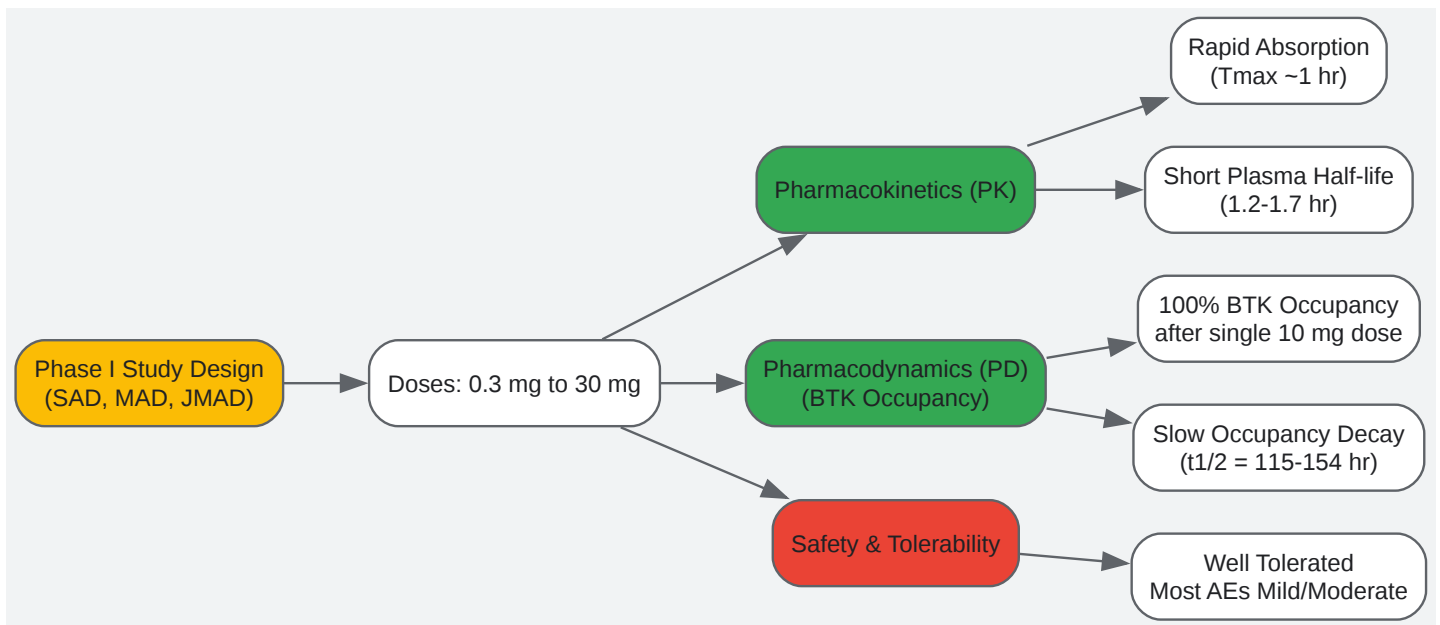 Phase I Study Design
(SAD, MAD, JMAD)
Doses: 0.3 mg to 30 mg
Pharmacokinetics (PK)
Rapid Absorption
(Tmax ~1 hr)
Short Plasma Half-life
(1.2-1.7 hr)
Pharmacodynamics (PD)
(BTK Occupancy)
100% BTK Occupancy
after single 10 mg dose
Slow Occupancy Decay
(t1/2 = 115-154 hr)
Safety & Tolerability
Well Tolerated
Most AEs Mild/Moderate